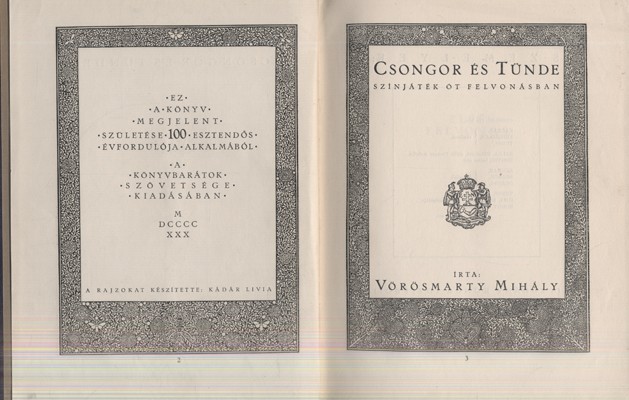 ·EZ·
·A·KÖNYV·
·MEGJELENT·
·SZÜLETÉSE·100·ESZTENDŐS·
·ÉVFORDULÓJA·ALKALMÁBÓL·
·A·
·KÖNYVBARÁTOK·
·SZÖVETSÉGE·
·KIADÁSÁBAN·
M
DCCCC
XXX
A RAJZOKAT KÉSZÍTETTE: KÁDÁR LIVIA
2
CSONGOR ÉS TÜNDE
SZINJÁTÉK ÖT FELVONÁSBAN
IRTA:
VÖRÖSMARTY MIHÁLY
3